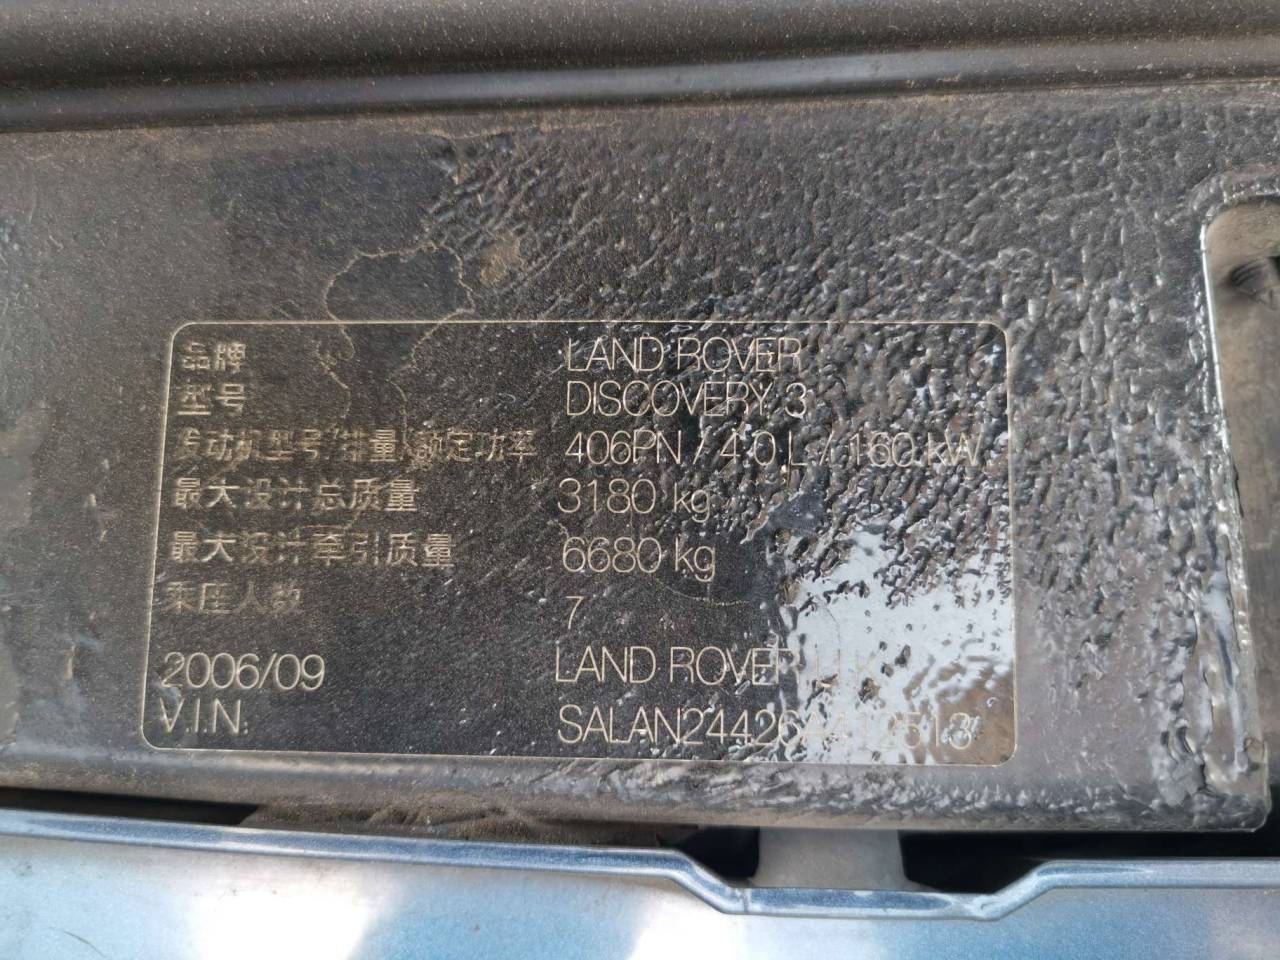 品牌 LAND ROVER
型号 DISCOVERY 3
发动机型号/排量/额定功率 406PN / 4.0 L / 160 kW
最大设计总质量 3180 kg
最大设计牵引质量 6680 kg
乘座人数 7
2006/09 LAND ROVER U.K.
V.I.N. SALAN24426A412513